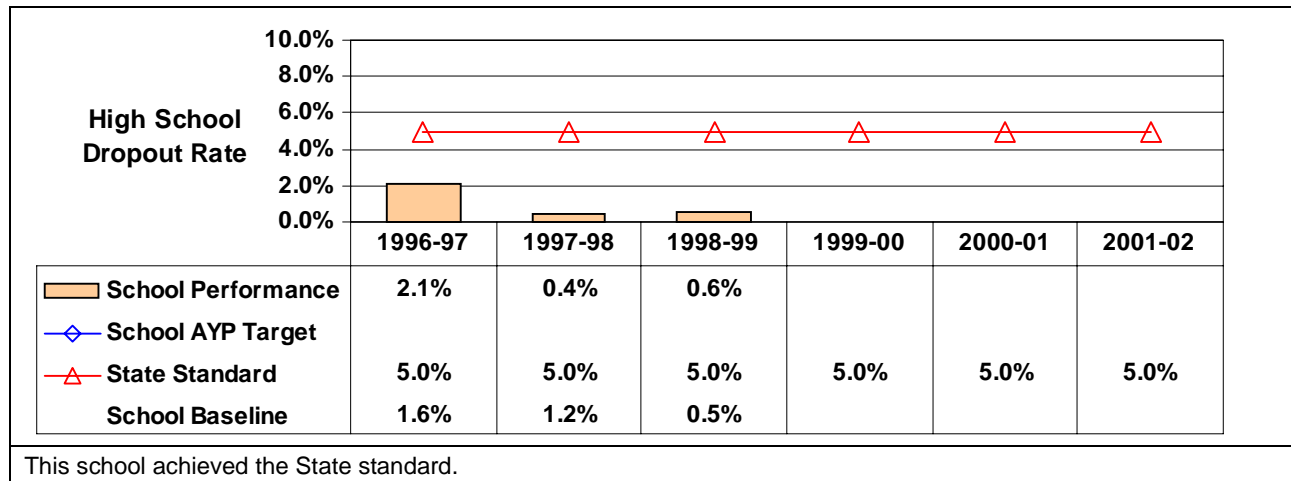 High School
Dropout Rate
10.0%
8.0%
6.0%
4.0%
2.0%
0.0%
1996-97 1997-98 1998-99 1999-00 2000-01 2001-02
School Performance 2.1% 0.4% 0.6%
School AYP Target
State Standard 5.0% 5.0% 5.0% 5.0% 5.0% 5.0%
School Baseline 1.6% 1.2% 0.5%
This school achieved the State standard.